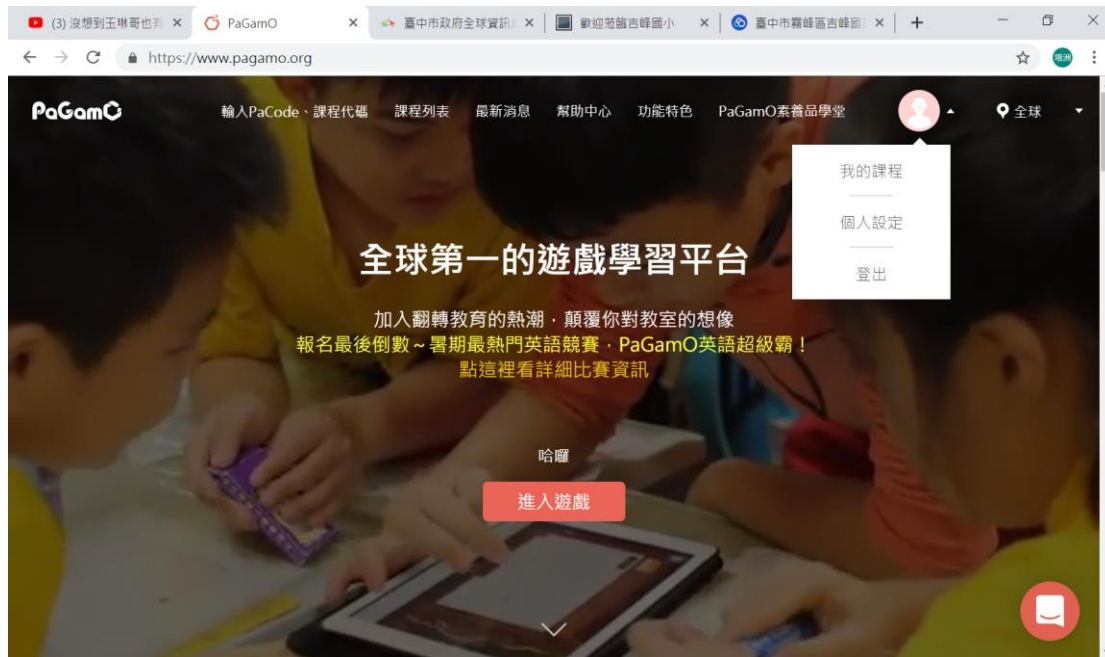 (3) 沒想到玉琳哥也有
PaGamO
臺中市政府全球資訊
歡迎蒞臨吉峰國小
臺中市霧峰區吉峰國
https://www.pagamo.org
培洲
PaGamO
輸入PaCode、課程代碼
課程列表
最新消息
幫助中心
功能特色
PaGamO素養品學堂
全球
我的課程
個人設定
登出
全球第一的遊戲學習平台
加入翻轉教育的熱潮，顛覆你對教室的想像
報名最後倒數~暑期最熱門英語競賽，PaGamO英語超級霸！
點這裡看詳細比賽資訊
哈囉
進入遊戲